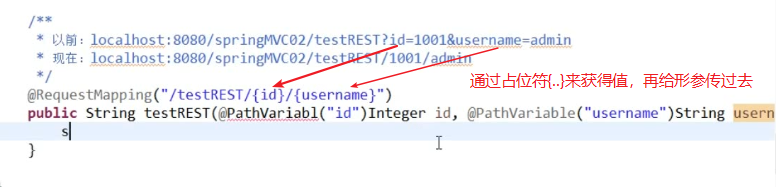 /**
* 以前：localhost:8080/springMVC02/testREST?id=1001&username=admin
* 现在：localhost:8080/springMVC02/testREST/1001/admin
*/
通过占位符{..}来获得值，再给形参传过去
@RequestMapping("/testREST/{id}/{username}")
public String testREST(@PathVariabl("id")Integer id, @PathVariable("username")String usern
s
}